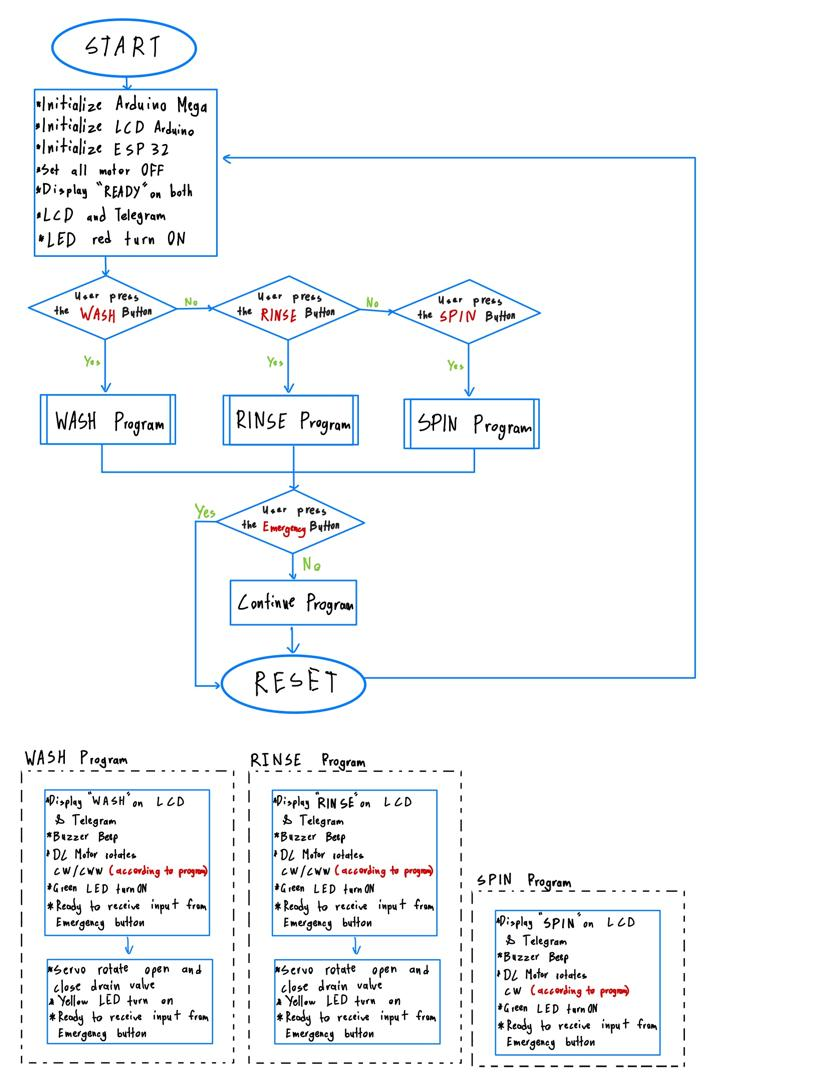 START
*Initialize Arduino Mega
*Initialize LCD Arduino
*Initialize ESP 32
*Set all motor OFF
*Display "READY" on both
*LCD and Telegram
*LED red turn ON
User press
the WASH Button
No
User press
the RINSE Button
No
User press
the SPIN Button
Yes
Yes
Yes
WASH Program
RINSE Program
SPIN Program
User press
the Emergency Button
Yes
No
Continue Program
RESET
WASH Program
*Display "WASH" on LCD
& Telegram
*Buzzer Beep
*DC Motor rotates
CW/CWW (according to program)
*Green LED turn ON
*Ready to receive input from
Emergency button
*Servo rotate open and
close drain valve
*Yellow LED turn on
*Ready to receive input from
Emergency button
RINSE Program
*Display "RINSE" on LCD
& Telegram
*Buzzer Beep
*DC Motor rotates
CW/CWW (according to program)
*Green LED turn ON
*Ready to receive input from
Emergency button
*Servo rotate open and
close drain valve
*Yellow LED turn on
*Ready to receive input from
Emergency button
SPIN Program
*Display "SPIN" on LCD
& Telegram
*Buzzer Beep
*DC Motor rotates
CW (according to program)
*Green LED turn ON
*Ready to receive input from
Emergency button